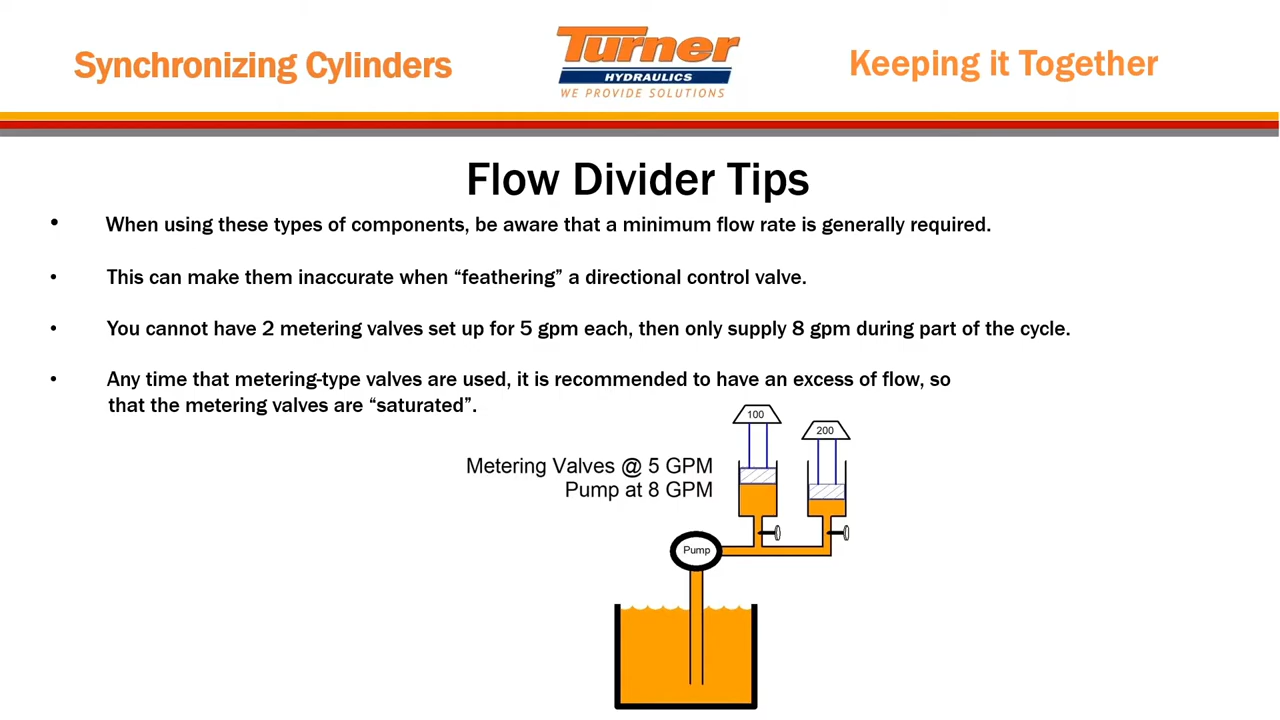 Synchronizing Cylinders
Turner
HYDRAULICS
WE PROVIDE SOLUTIONS
Keeping it Together
Flow Divider Tips
• When using these types of components, be aware that a minimum flow rate is generally required.
• This can make them inaccurate when “feathering” a directional control valve.
• You cannot have 2 metering valves set up for 5 gpm each, then only supply 8 gpm during part of the cycle.
• Any time that metering-type valves are used, it is recommended to have an excess of flow, so
that the metering valves are “saturated”.
100
200
Metering Valves @ 5 GPM
Pump at 8 GPM
Pump